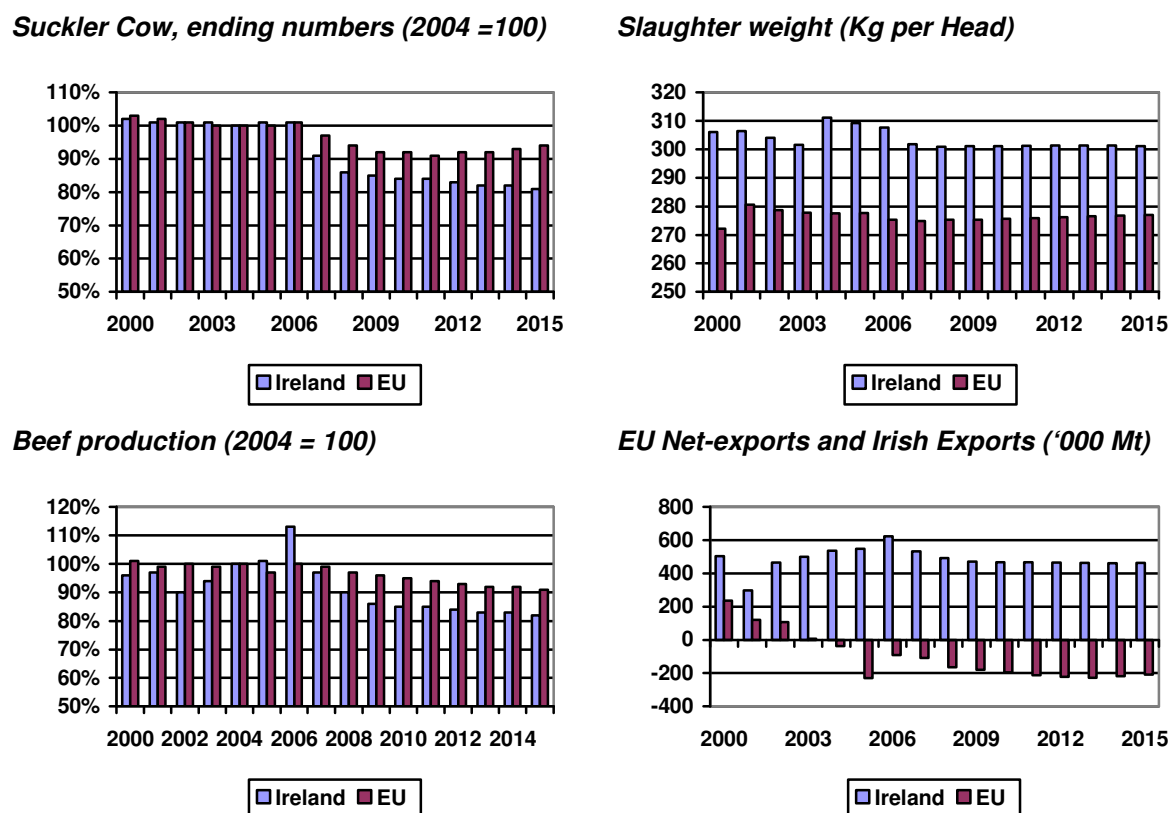 Suckler Cow, ending numbers (2004 =100)
110%
100%
90%
80%
70%
60%
50%
2000 2003 2006 2009 2012 2015
Ireland EU
Slaughter weight (Kg per Head)
320
310
300
290
280
270
260
250
2000 2003 2006 2009 2012 2015
Ireland EU
Beef production (2004 = 100)
120%
110%
100%
90%
80%
70%
60%
50%
2000 2002 2004 2006 2008 2010 2012 2014
Ireland EU
EU Net-exports and Irish Exports (‘000 Mt)
800
600
400
200
0
-200
-400
2000 2003 2006 2009 2012 2015
Ireland EU